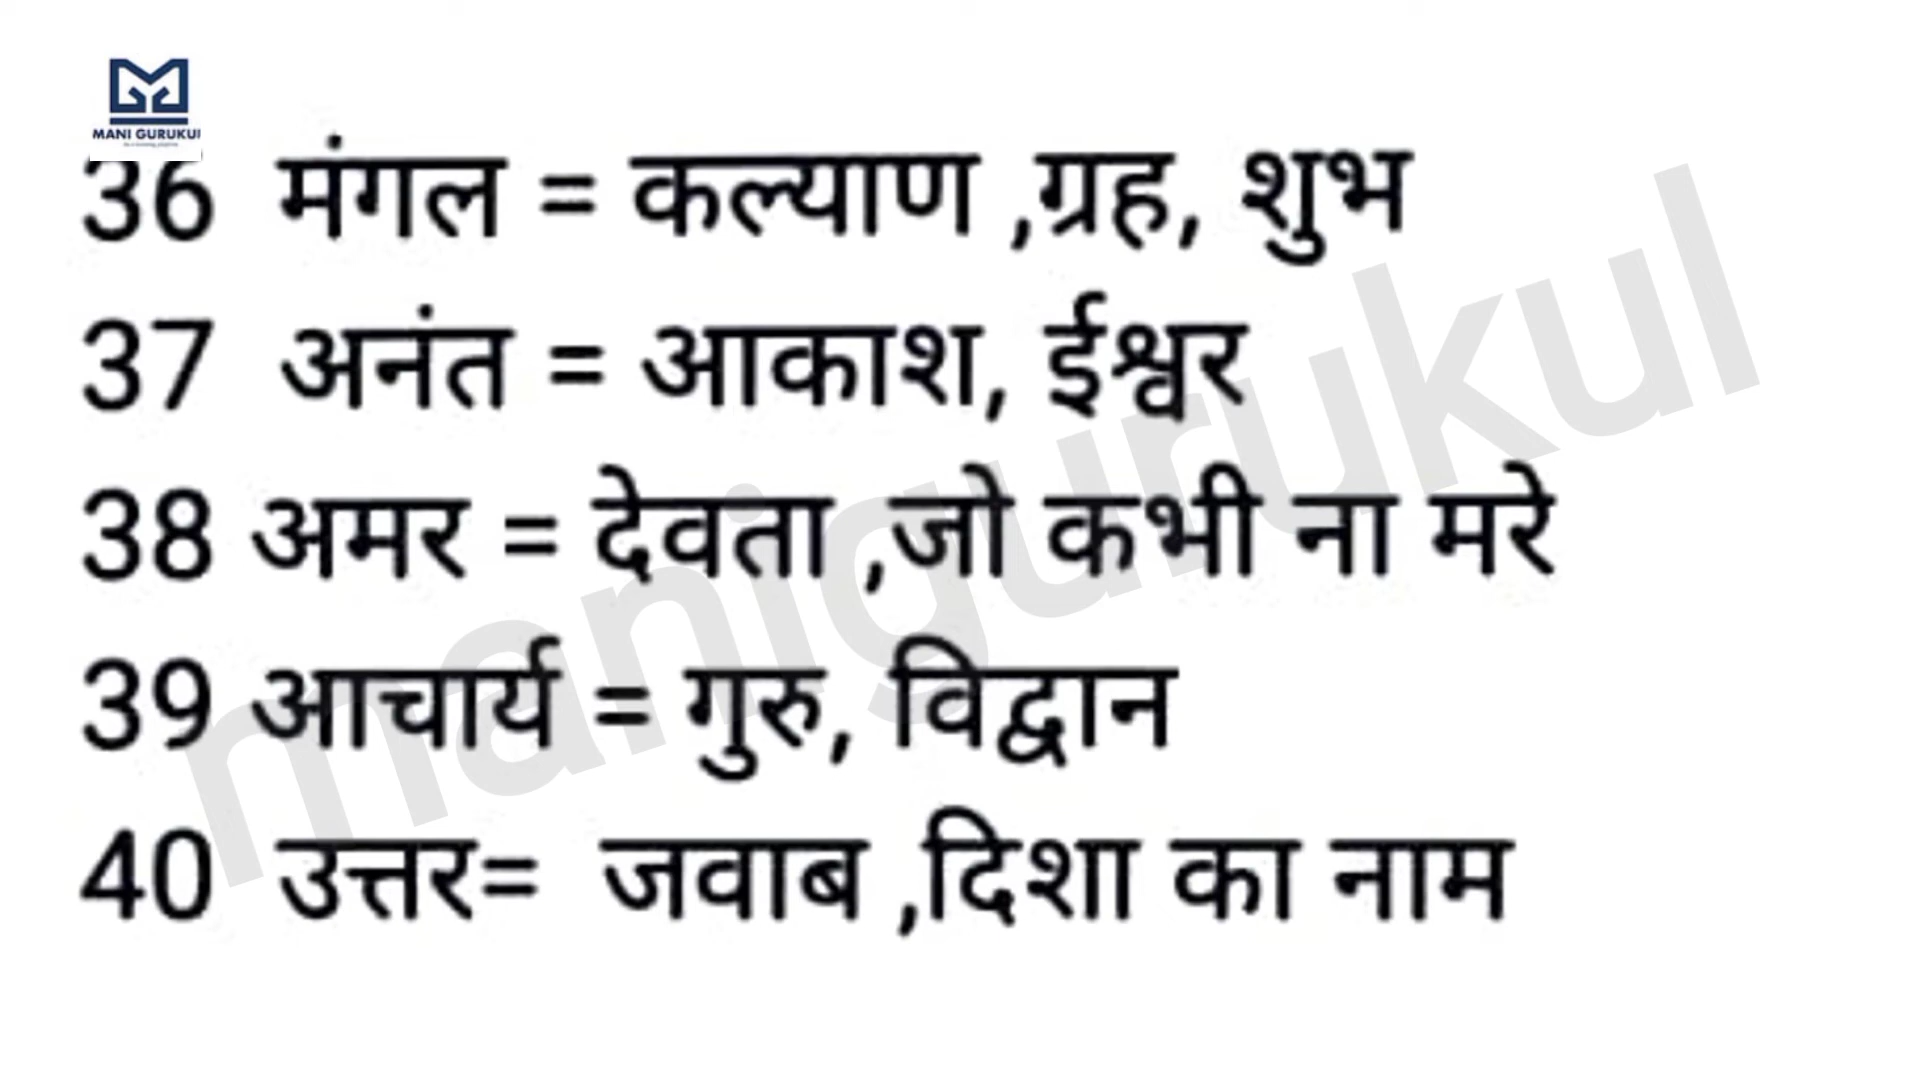 MANI GURUKUl
36 मंगल = कल्याण ,ग्रह, शुभ
37 अनंत = आकाश, ईश्वर
38 अमर = देवता ,जो कभी ना मरे
39 आचार्य = गुरु, विद्वान
40 उत्तर= जवाब ,दिशा का नाम
manigurukul